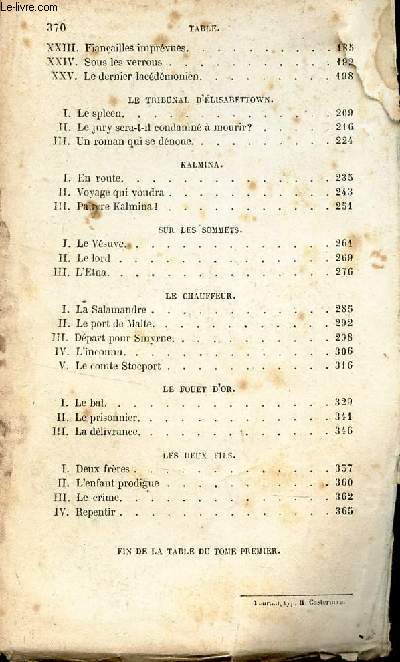 © Le-Livre.com
370 TABLE.
XXIII. Fiançailles imprévues. . . . . . . . . . 185
XXIV. Sous les verrous . . . . . . . . . . 192
XXV. Le dernier lacédémonien. . . . . . . . . . 198
LE TRIBUNAL D'ÉLISABETTOWN.
I. Le spleen. . . . . . . . . . 209
II. Le jury sera-t-il condamné à mourir? . . . . . 216
III. Un roman qui se dénoue. . . . . . . . . . 224
KALMINA.
I. En route. . . . . . . . . . 235
II. Voyage qui voudra . . . . . . . . . . 243
III. Pauvre Kalmina! . . . . . . . . . . 251
SUR LES SOMMETS.
I. Le Vésuve. . . . . . . . . . 261
II. Le lord . . . . . . . . . . 269
III. L'Etna. . . . . . . . . . 276
LE CHAUFFEUR.
I. La Salamandre . . . . . . . . . . 285
II. Le port de Malte. . . . . . . . . . 292
III. Départ pour Smyrne. . . . . . . . . . 298
IV. L'inconnu. . . . . . . . . . 306
V. Le comte Stocport . . . . . . . . . . 316
LE FOUET D'OR.
I. Le bal. . . . . . . . . . 329
II. Le prisonnier. . . . . . . . . . 341
III. La délivrance. . . . . . . . . . 346
LES DEUX FILS.
I. Deux frères . . . . . . . . . . 357
II. L'enfant prodigue . . . . . . . . . . 360
III. Le crime. . . . . . . . . . 362
IV. Repentir . . . . . . . . . . 365
FIN DE LA TABLE DU TOME PREMIER.
Tournai, typ. H. Casterman.